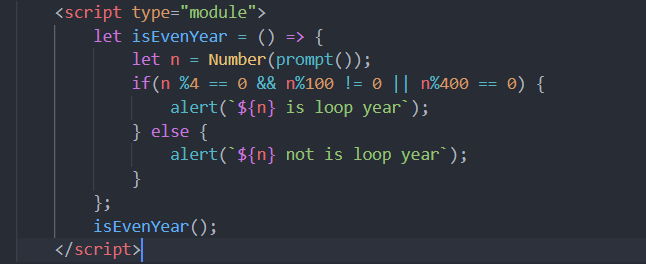 <script type="module">
let isEvenYear = () => {
let n = Number(prompt());
if(n %4 == 0 && n%100 != 0 || n%400 == 0) {
alert(`${n} is loop year`);
} else {
alert(`${n} not is loop year`);
}
};
isEvenYear();
</script>